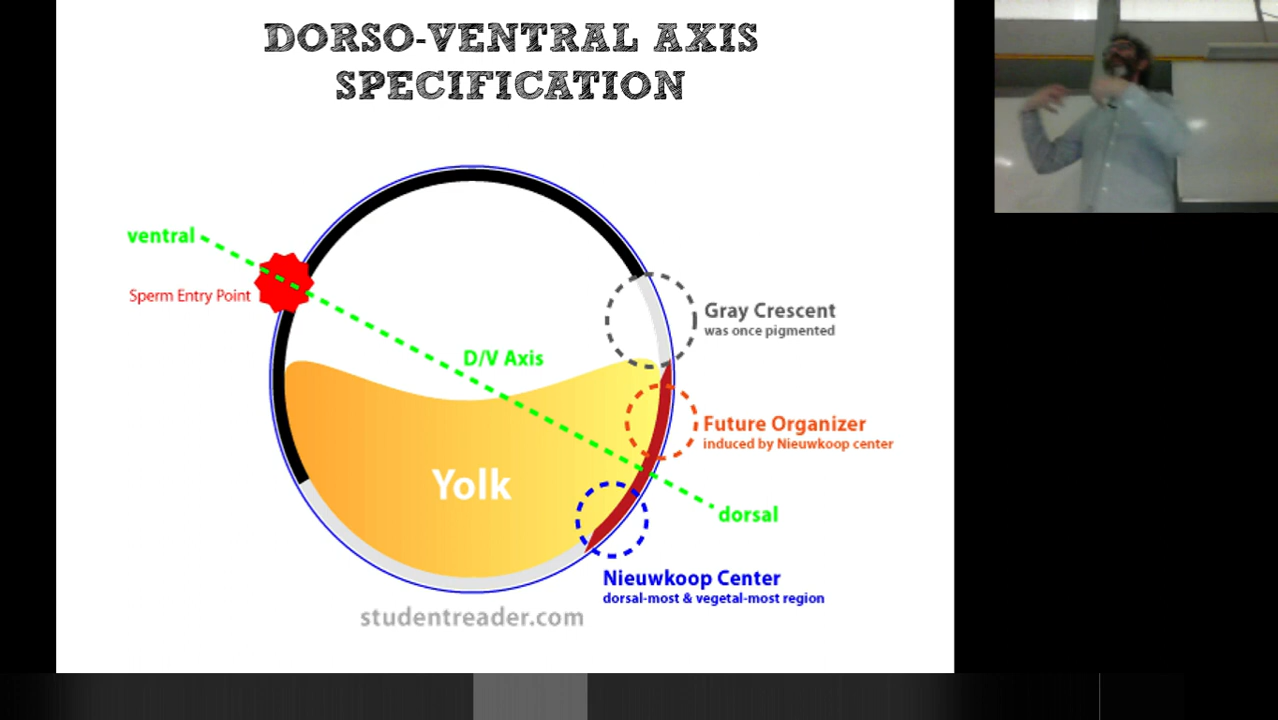 DORSO-VENTRAL AXIS
SPECIFICATION
ventral
Sperm Entry Point
Gray Crescent
was once pigmented
D/V Axis
Future Organizer
induced by Nieuwkoop center
Yolk
dorsal
Nieuwkoop Center
dorsal-most & vegetal-most region
studentreader.com